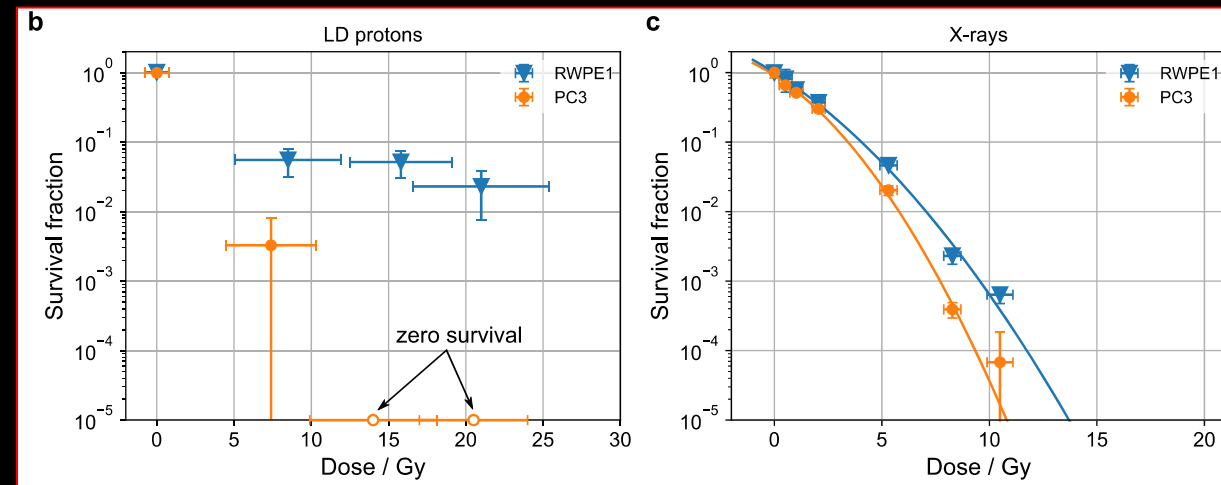 b
LD protons
RWPE1
PC3
zero survival
10⁰
10⁻¹
10⁻²
10⁻³
10⁻⁴
10⁻⁵
Survival fraction
0 5 10 15 20 25 30
Dose / Gy
c
X-rays
RWPE1
PC3
10⁰
10⁻¹
10⁻²
10⁻³
10⁻⁴
10⁻⁵
Survival fraction
0 5 10 15 20
Dose / Gy